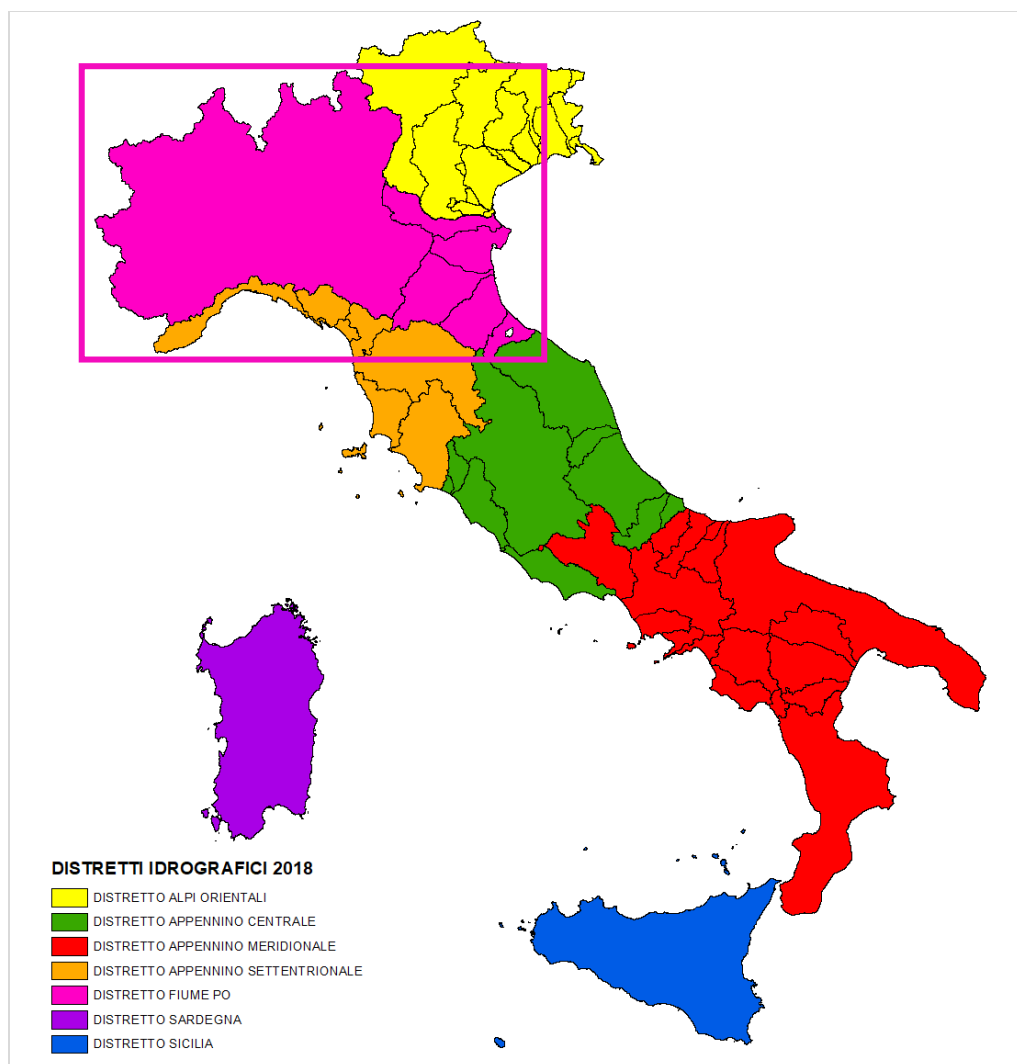 DISTRETTI IDROGRAFICI 2018
DISTRETTO ALPI ORIENTALI
DISTRETTO APPENNINO CENTRALE
DISTRETTO APPENNINO MERIDIONALE
DISTRETTO APPENNINO SETTENTRIONALE
DISTRETTO FIUME PO
DISTRETTO SARDEGNA
DISTRETTO SICILIA